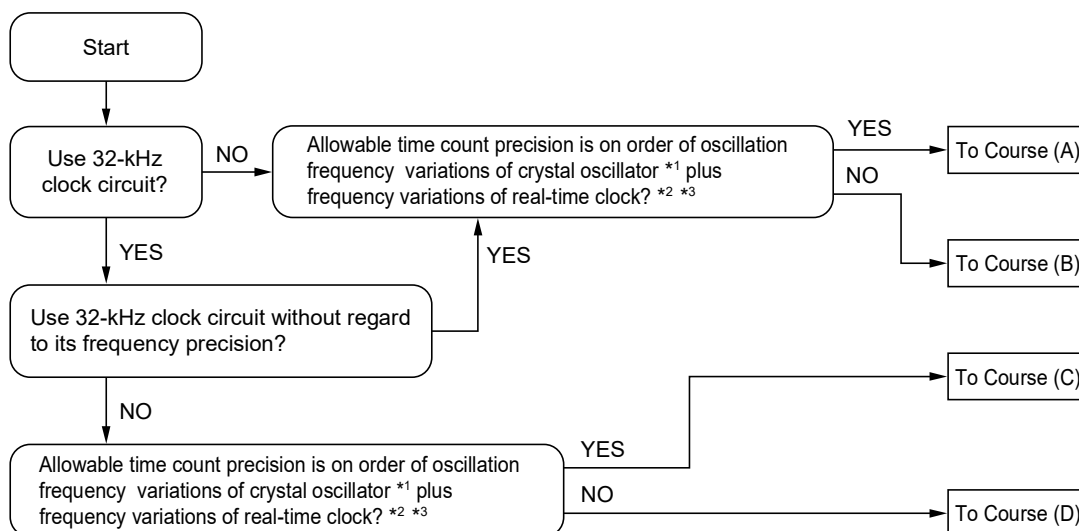 Start
Use 32-kHz
clock circuit?
NO
Allowable time count precision is on order of oscillation
frequency variations of crystal oscillator *1 plus
frequency variations of real-time clock? *2 *3
YES
To Course (A)
NO
To Course (B)
YES
YES
Use 32-kHz clock circuit without regard
to its frequency precision?
NO
To Course (C)
Allowable time count precision is on order of oscillation
frequency variations of crystal oscillator *1 plus
frequency variations of real-time clock? *2 *3
YES
NO
To Course (D)